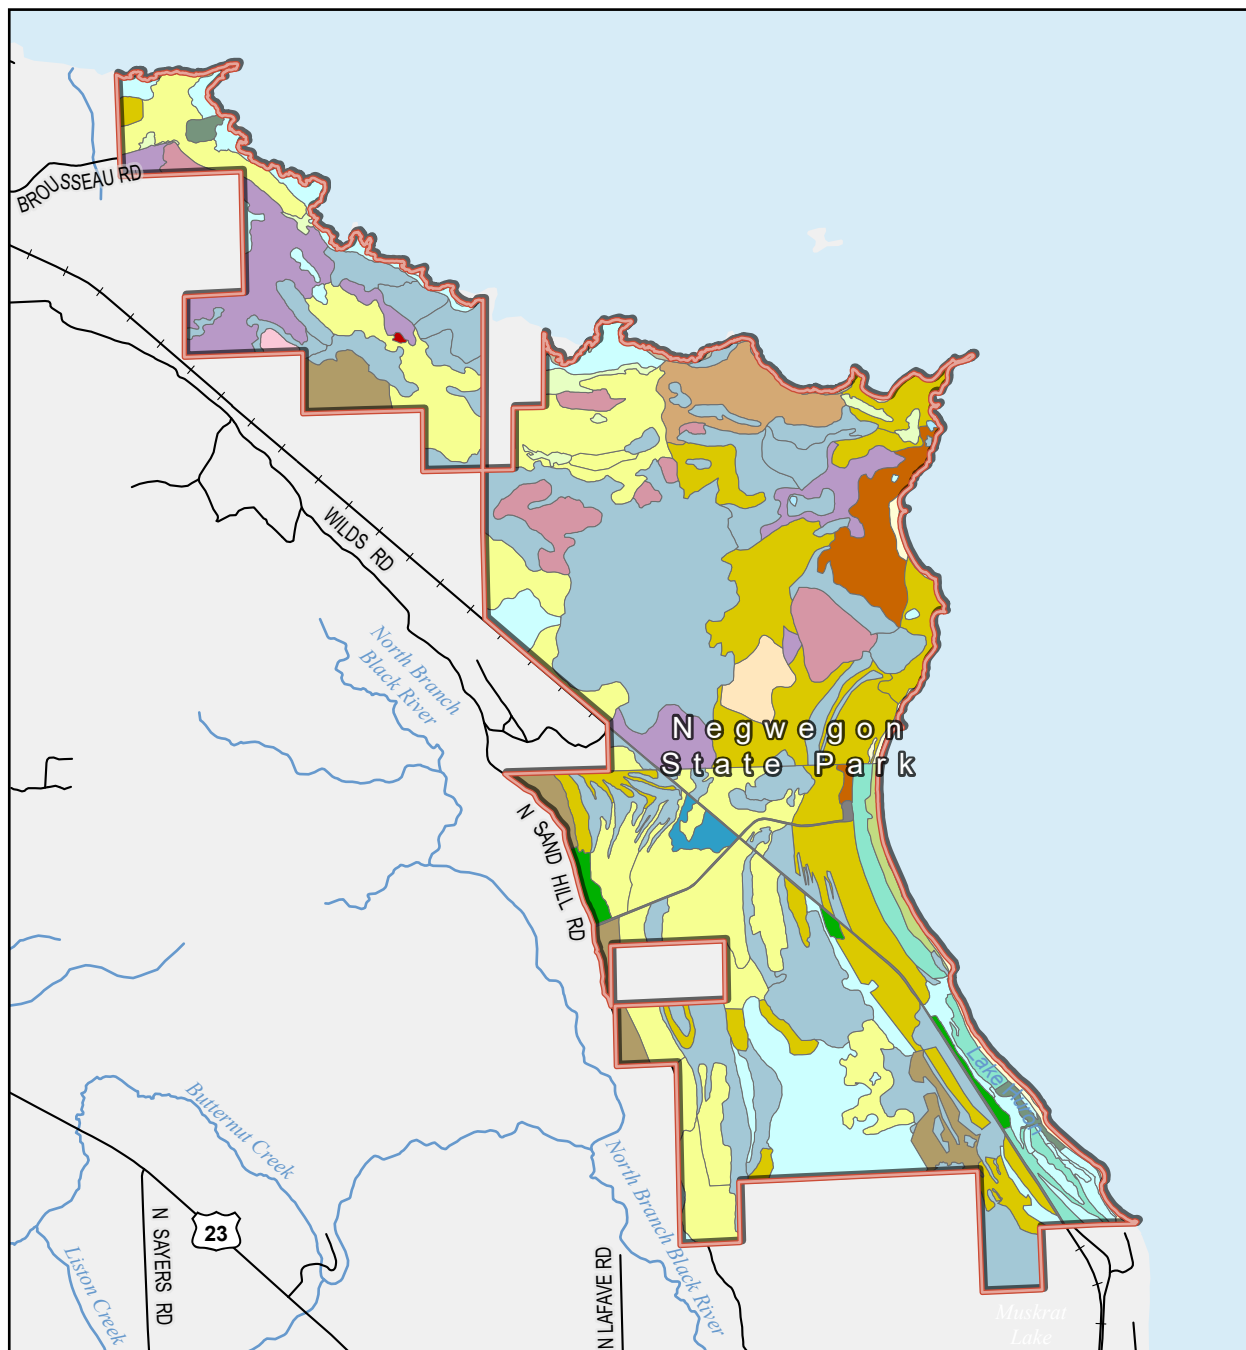 BROUSSEAU RD
WILDS RD
North Branch
Black River
Negwegon
State Park
N SAND HILL RD
Lake Huron
Butternut Creek
North Branch Black River
23
N SAYERS RD
Liston Creek
N LAFAVE RD
Muskrat
Lake